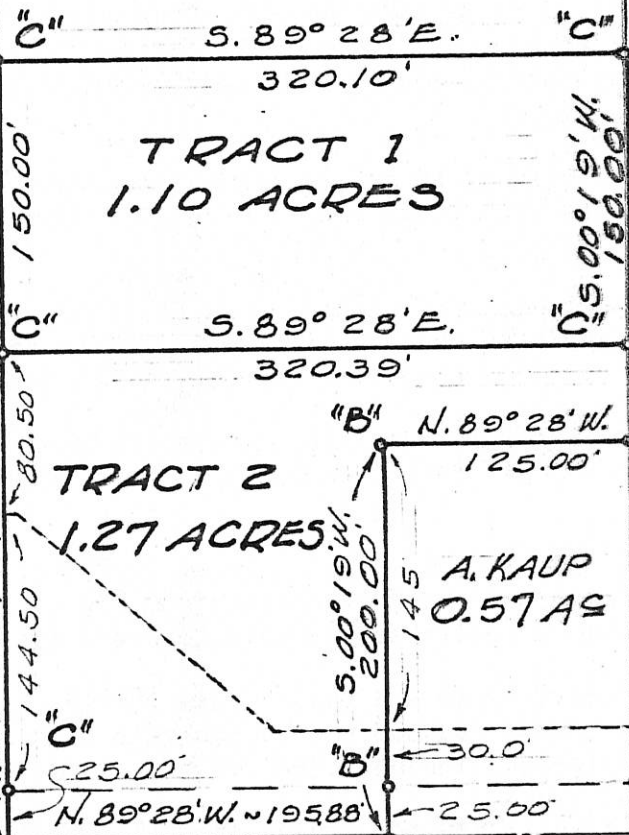 "C" S. 89° 28' E. "C"
320.10'
150.00'
TRACT 1
1.10 ACRES
S. 00° 19' W.
150.00'
"C" S. 89° 28' E. "C"
320.39'
80.50
"B" N. 89° 28' W.
125.00'
TRACT 2
1.27 ACRES
S. 00° 19' W.
200.00'
145
A. KAUP
0.57 AC
144.50
"C"
25.00'
"B"
30.0'
N. 89° 28' W. ~ 195.88'
25.00'